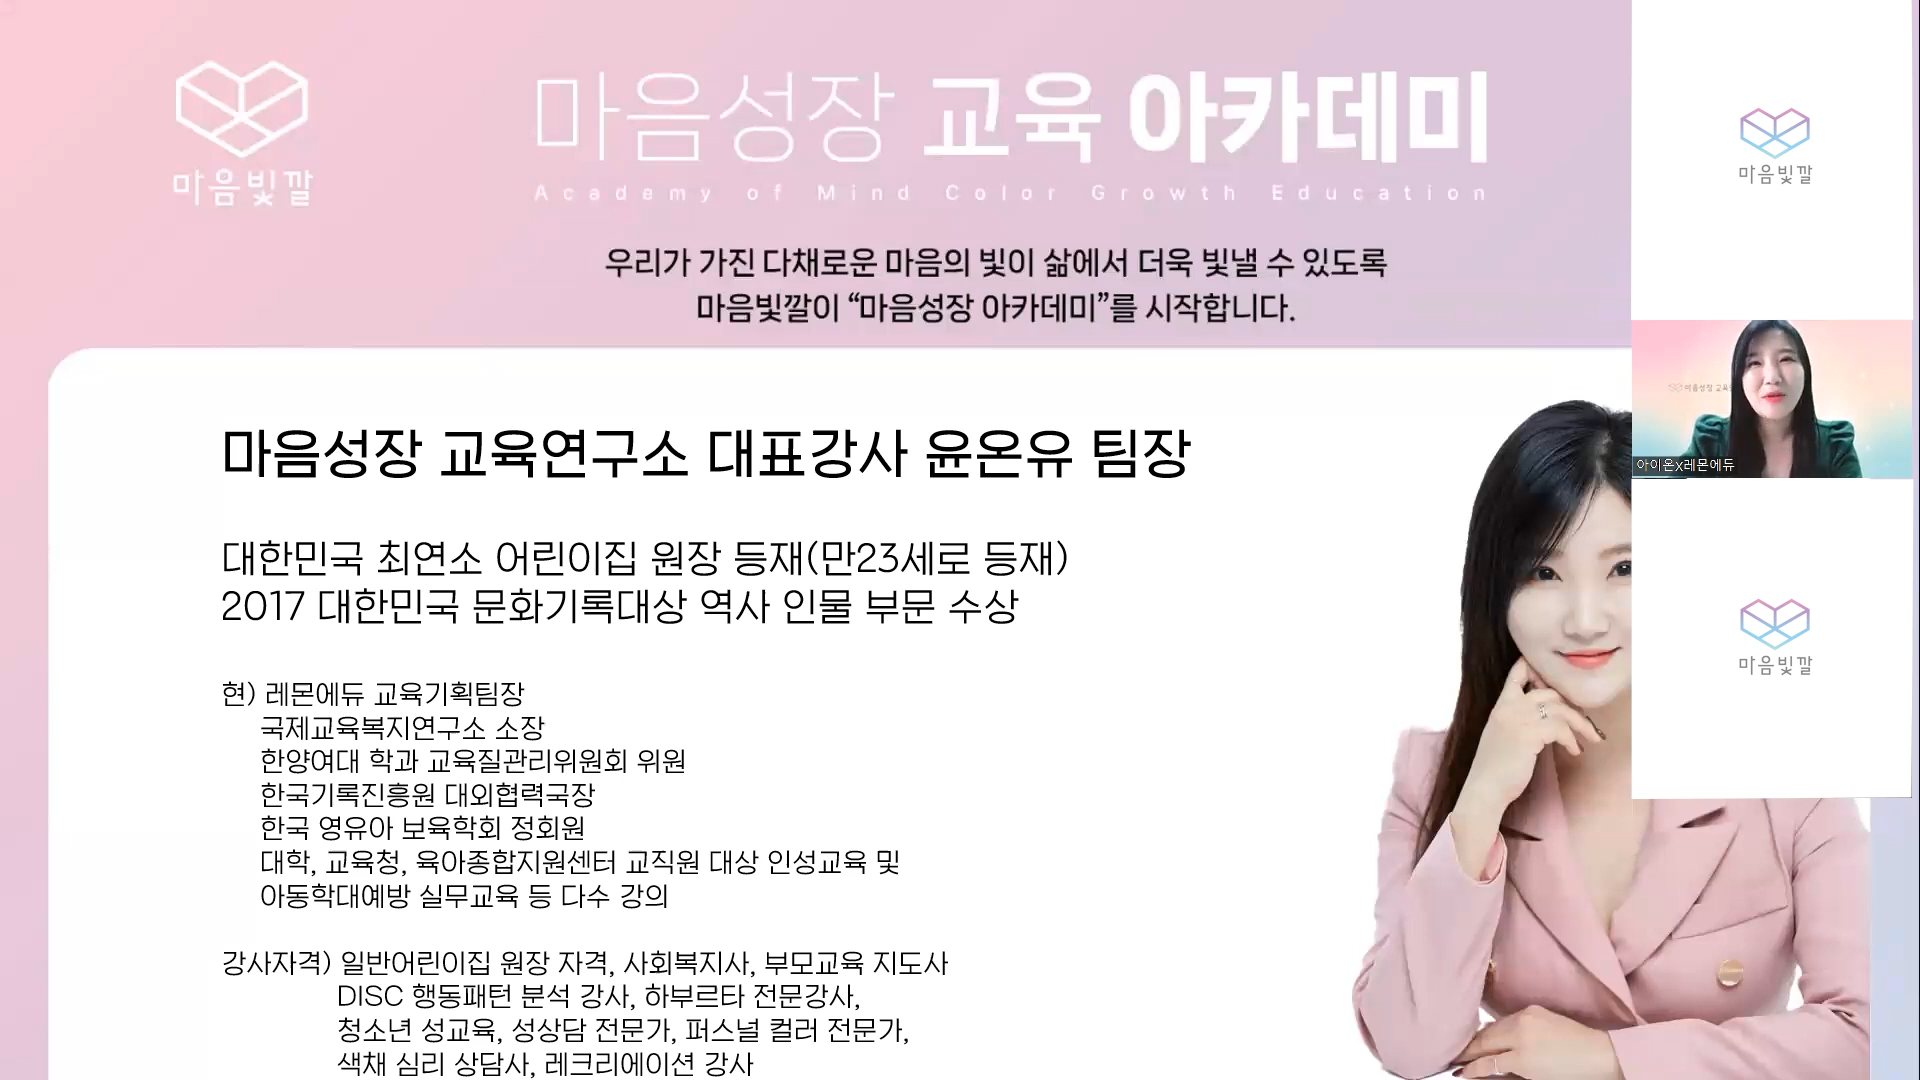 마음빛깔
마음성장 교육 아카데미
Academy of Mind Color Growth Education
우리가 가진 다채로운 마음의 빛이 삶에서 더욱 빛낼 수 있도록
마음빛깔이 “마음성장 아카데미”를 시작합니다.
마음성장 교육연구소 대표강사 윤온유 팀장
대한민국 최연소 어린이집 원장 등재(만23세로 등재)
2017 대한민국 문화기록대상 역사 인물 부문 수상
현) 레몬에듀 교육기획팀장
국제교육복지연구소 소장
한양여대 학과 교육질관리위원회 위원
한국기록진흥원 대외협력국장
한국 영유아 보육학회 정회원
대학, 교육청, 육아종합지원센터 교직원 대상 인성교육 및
아동학대예방 실무교육 등 다수 강의
강사자격) 일반어린이집 원장 자격, 사회복지사, 부모교육 지도사
DISC 행동패턴 분석 강사, 하부르타 전문강사,
청소년 성교육, 성상담 전문가, 퍼스널 컬러 전문가,
색채 심리 상담사, 레크리에이션 강사
마음빛깔
마음성장 교육
아이온x레몬에듀
마음빛깔